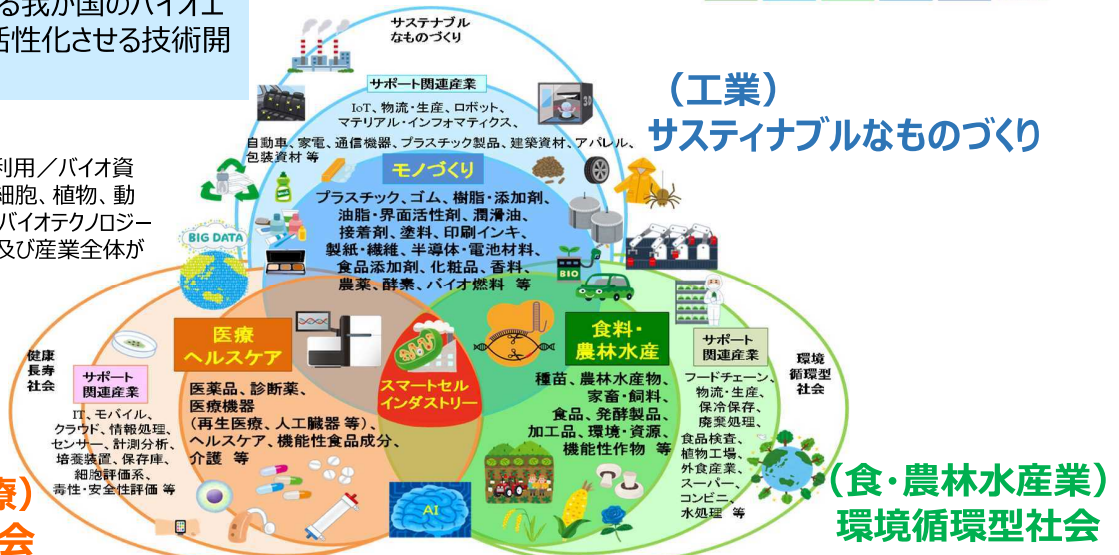 る我が国のバイオエ
活性化させる技術開
利用／バイオ資
細胞、植物、動
バイオテクノロジー
及び産業全体が
サステナブル
なものづくり
サポート関連産業
IoT、物流・生産、ロボット、
マテリアル・インフォマティクス、
自動車、家電、通信機器、プラスチック製品、建築資材、アパレル、
包装資材 等
（工業）
サスティナブルなものづくり
モノづくり
プラスチック、ゴム、樹脂・添加剤、
油脂・界面活性剤、潤滑油、
接着剤、塗料、印刷インキ、
製紙・繊維、半導体・電池材料、
食品添加剤、化粧品、香料、
農薬、酵素、バイオ燃料 等
BIG DATA
BIO
医療
ヘルスケア
医薬品、診断薬、
医療機器
（再生医療、人工臓器 等）、
ヘルスケア、機能性食品成分、
介護 等
健康
長寿
社会
サポート
関連産業
IT、モバイル、
クラウド、情報処理、
センサー、計測分析、
培養装置、保存庫、
細胞評価系、
毒性・安全性評価 等
スマートセル
インダストリー
AI
食料・
農林水産
種苗、農林水産物、
家畜・飼料、
食品、発酵製品、
加工品、環境・資源、
機能性作物 等
サポート
関連産業
フードチェーン、
物流・生産、
保冷保存、
廃棄処理、
食品検査、
植物工場、
外食産業、
スーパー、
コンビニ、
水処理 等
環境
循環型
社会
療）
会
（食・農林水産業）
環境循環型社会